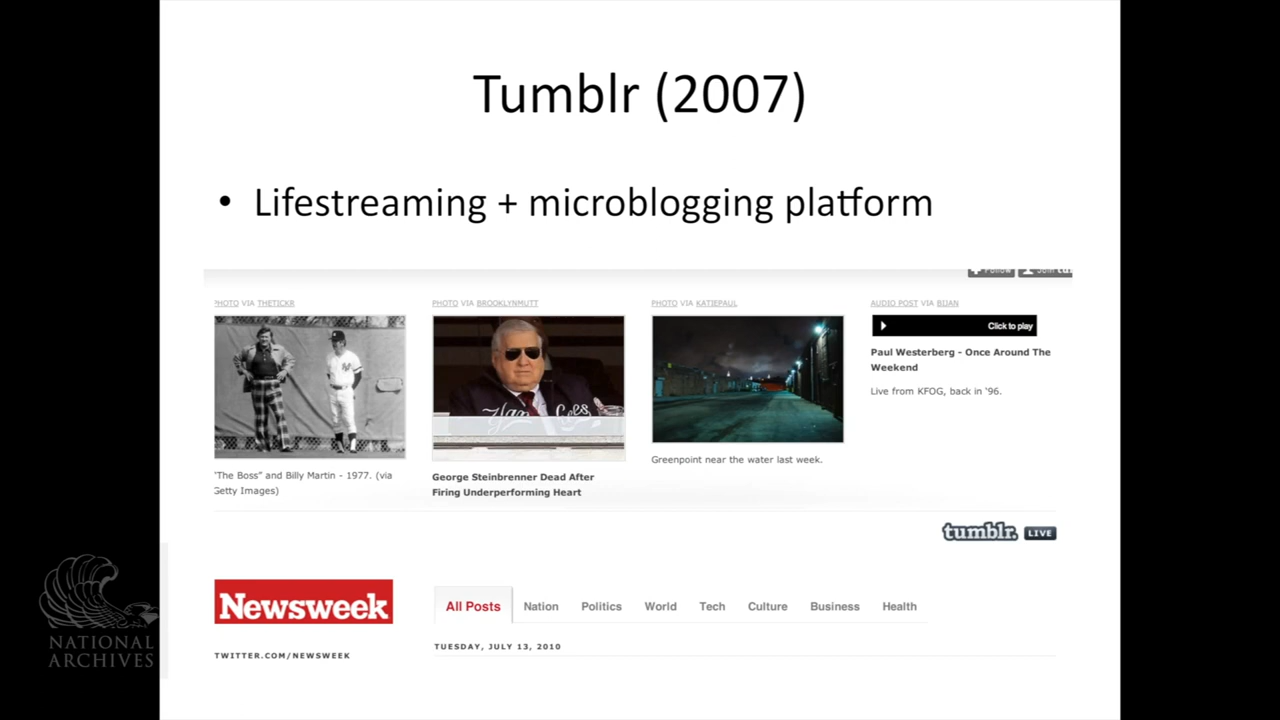 Tumblr (2007)
• Lifestreaming + microblogging platform
Follow Join
PHOTO VIA THETICKR
PHOTO VIA BROOKLYNMUTT
PHOTO VIA KATIEPAUL
AUDIO POST VIA BIJAN
Click to play
Paul Westerberg - Once Around The
Weekend
Live from KFOG, back in '96.
"The Boss" and Billy Martin - 1977. (via
Getty Images)
George Steinbrenner Dead After
Firing Underperforming Heart
Greenpoint near the water last week.
tumblr. LIVE
Newsweek
All Posts Nation Politics World Tech Culture Business Health
TWITTER.COM/NEWSWEEK
TUESDAY, JULY 13, 2010
NATIONAL
ARCHIVES